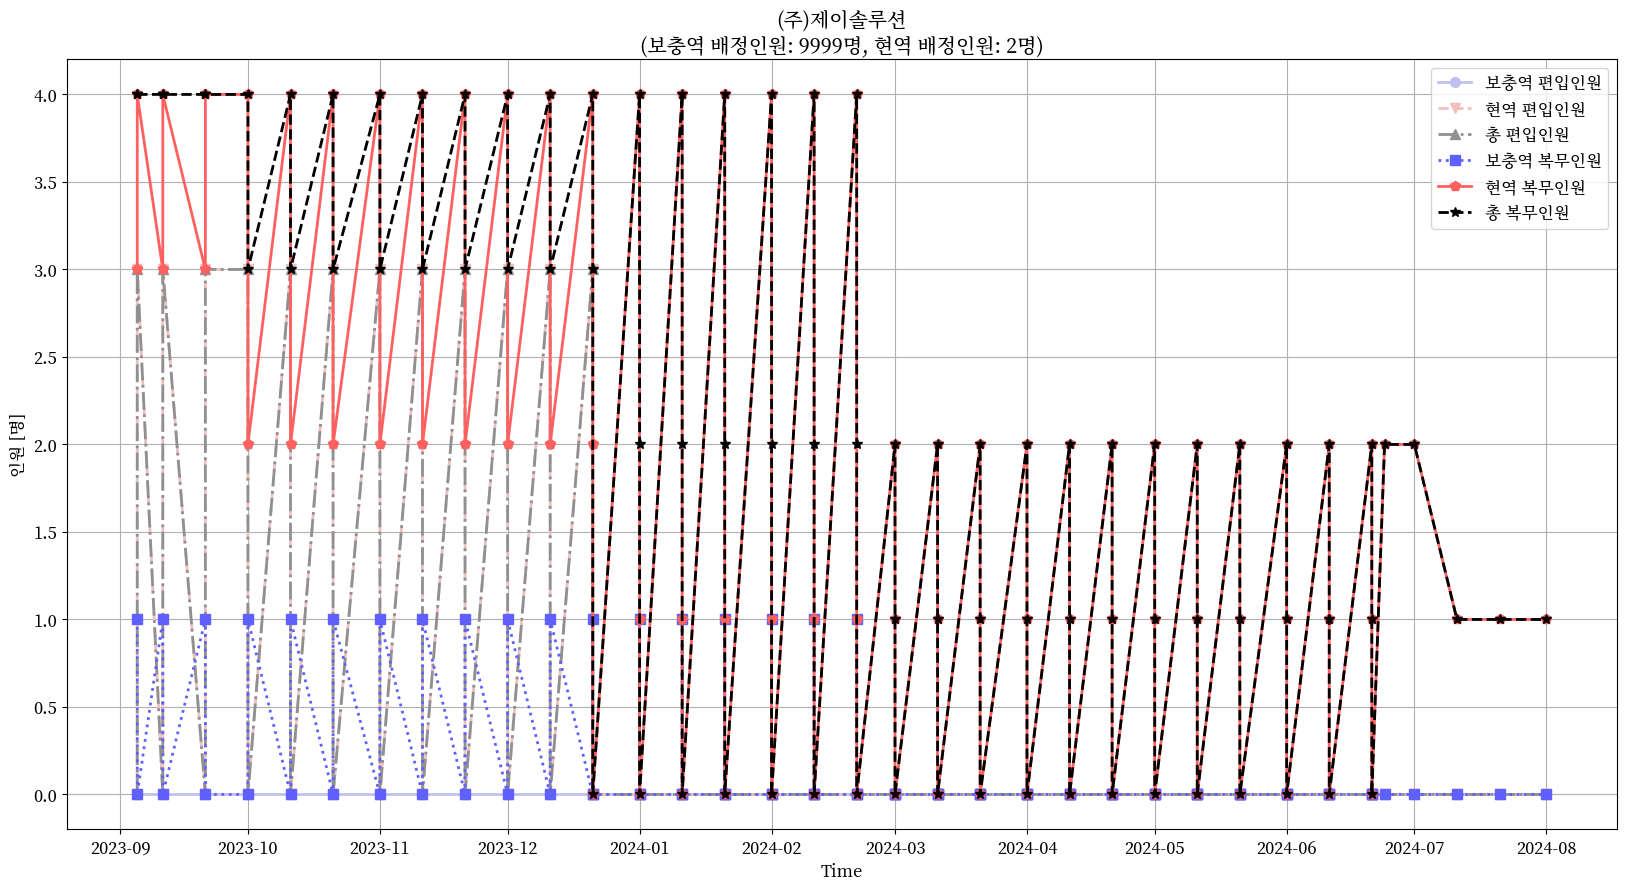 (주)제이솔루션
(보충역 배정인원: 9999명, 현역 배정인원: 2명)
보충역 편입인원
현역 편입인원
총 편입인원
보충역 복무인원
현역 복무인원
총 복무인원
4.0
3.5
3.0
2.5
2.0
1.5
1.0
0.5
0.0
인원 [명]
2023-09 2023-10 2023-11 2023-12 2024-01 2024-02 2024-03 2024-04 2024-05 2024-06 2024-07 2024-08
Time